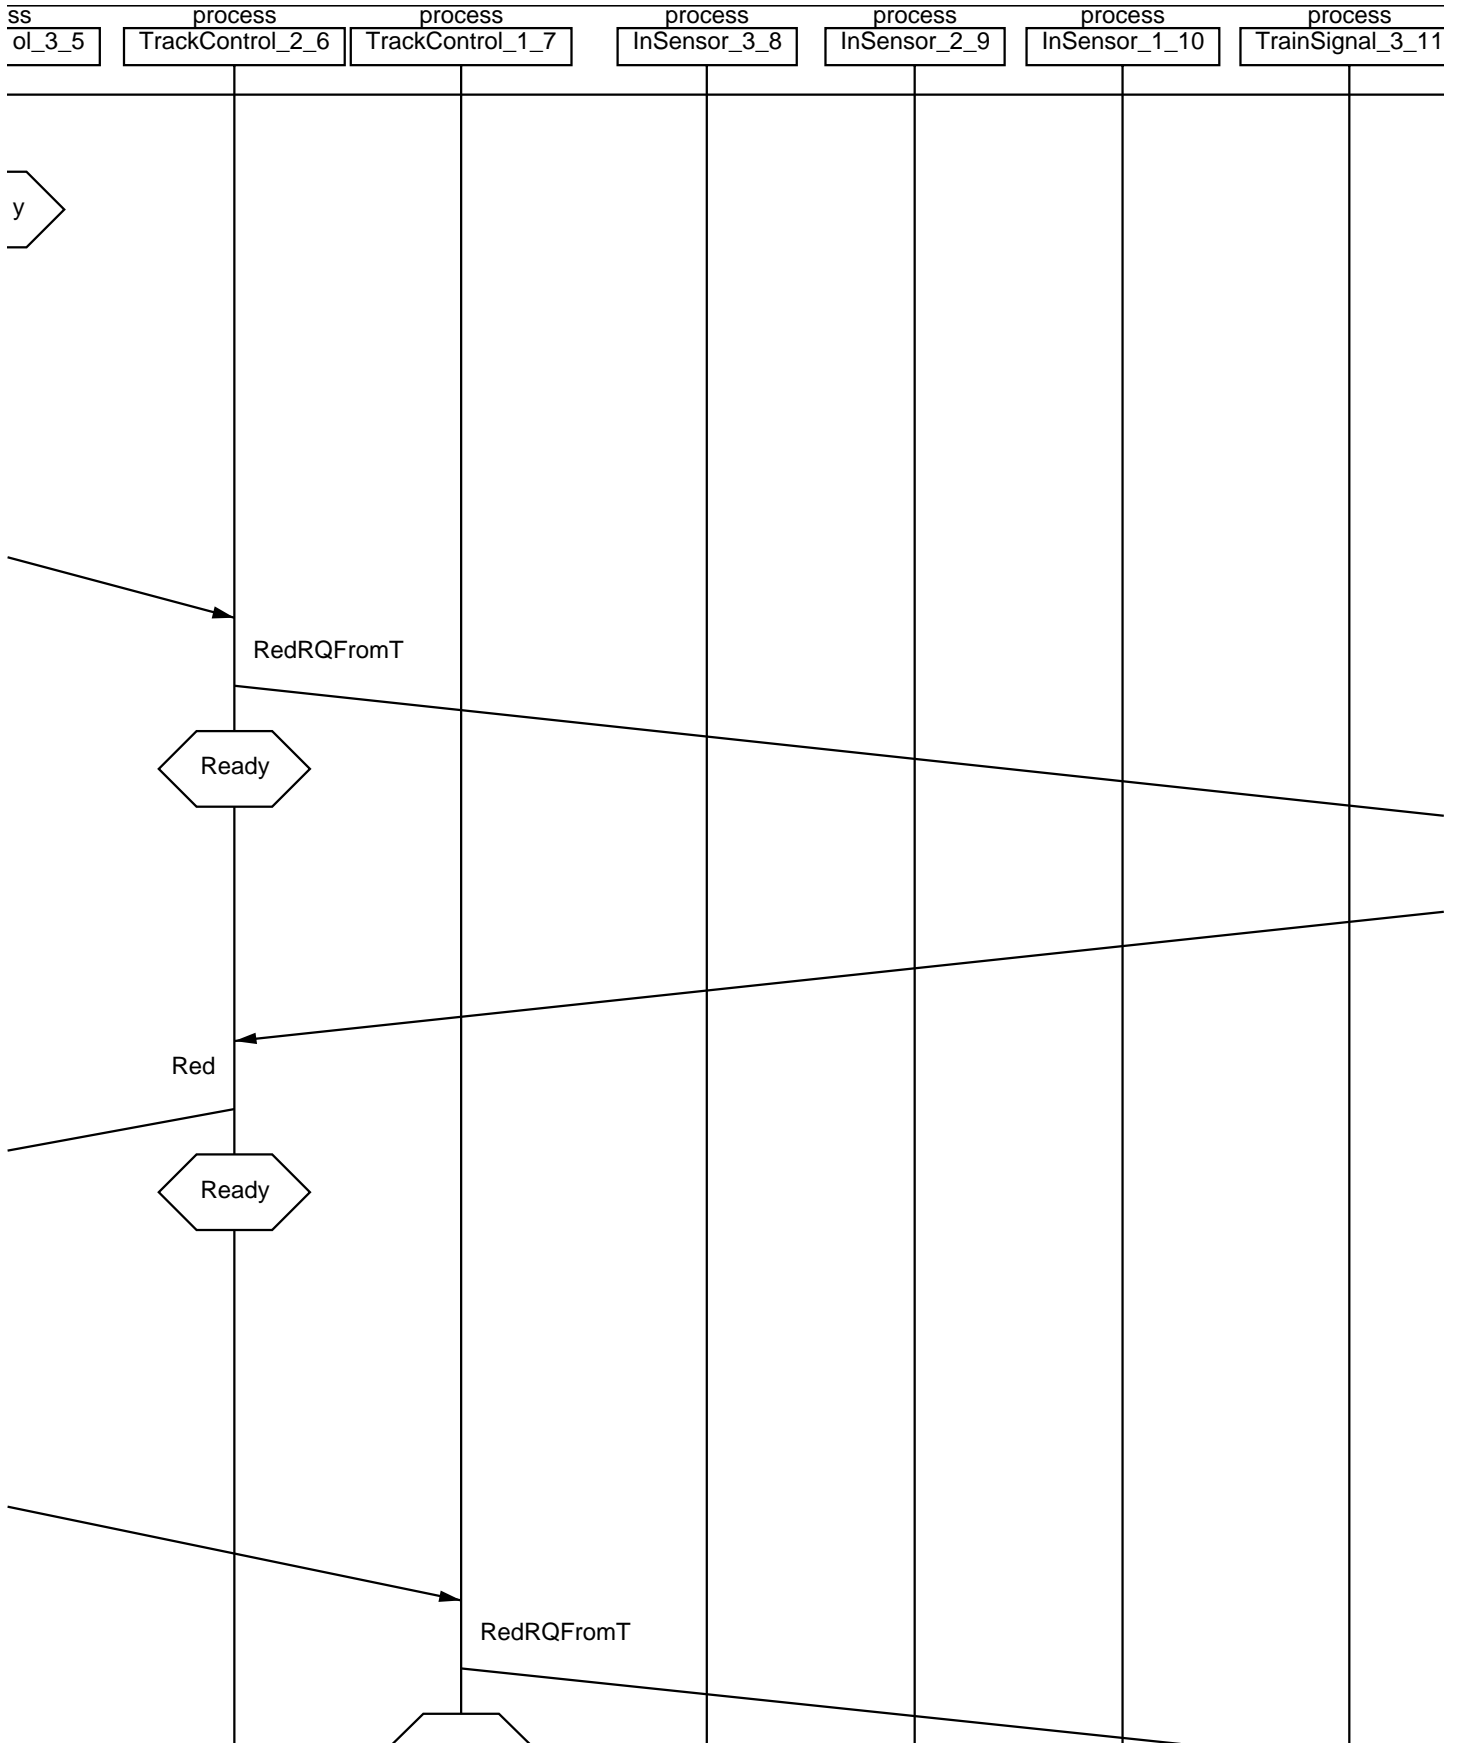 ss process process process process process process
ol_3_5 TrackControl_2_6 TrackControl_1_7 InSensor_3_8 InSensor_2_9 InSensor_1_10 TrainSignal_3_11
y
RedRQFromT
Ready
Red
Ready
RedRQFromT